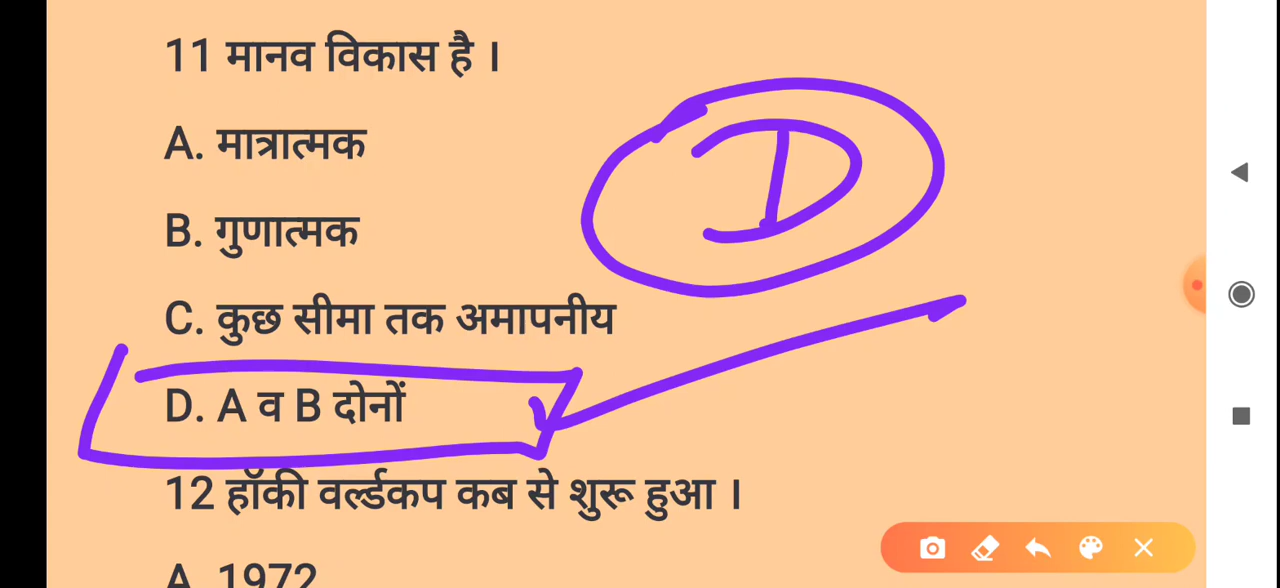 11 मानव विकास है ।
A. मात्रात्मक
D
B. गुणात्मक
C. कुछ सीमा तक अमापनीय
D. A व B दोनों
12 हॉकी वर्ल्डकप कब से शुरू हुआ ।
A. 1972